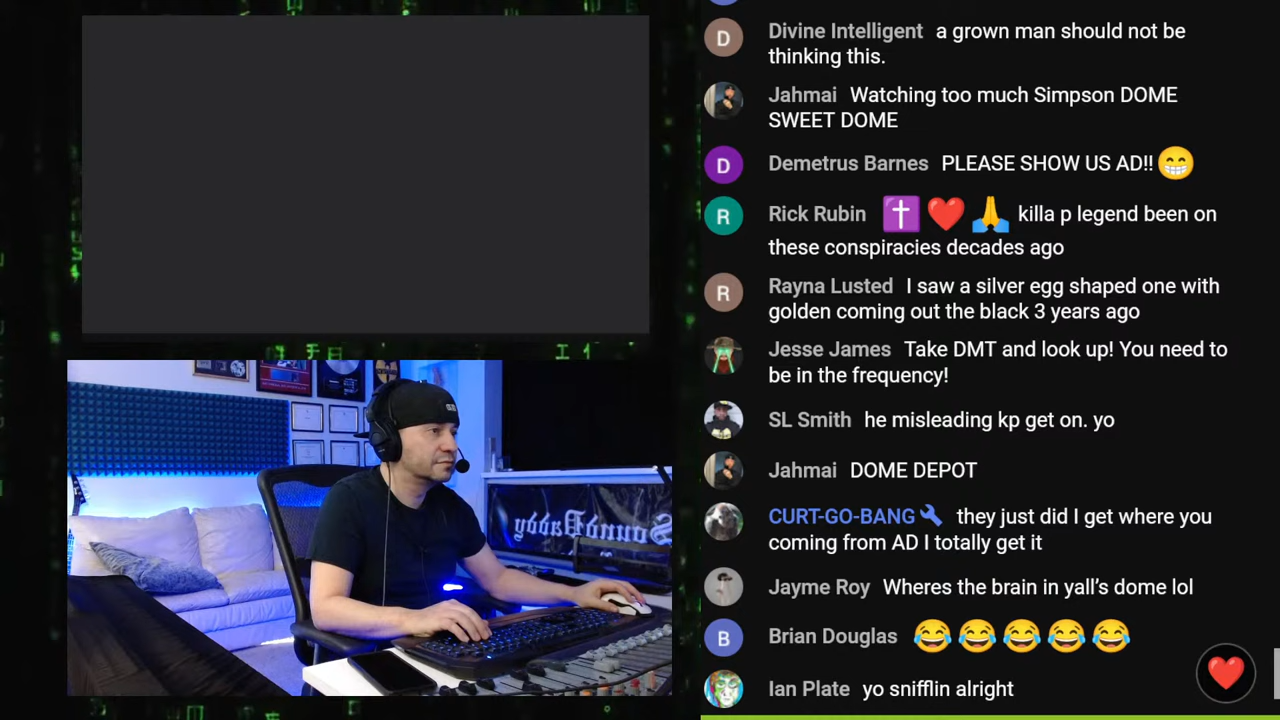 Divine Intelligent a grown man should not be
thinking this.
Jahmai Watching too much Simpson DOME
SWEET DOME
Demetrus Barnes PLEASE SHOW US AD!! 😁
Rick Rubin ✝️❤️🙏 killa p legend been on
these conspiracies decades ago
Rayna Lusted I saw a silver egg shaped one with
golden coming out the black 3 years ago
Jesse James Take DMT and look up! You need to
be in the frequency!
SL Smith he misleading kp get on. yo
Jahmai DOME DEPOT
CURT-GO-BANG they just did I get where you
coming from AD I totally get it
Jayme Roy Wheres the brain in yall’s dome lol
Brian Douglas 😂😂😂😂😂
Ian Plate yo snifflin alright
D
D
R
R
B
SoundDaddy